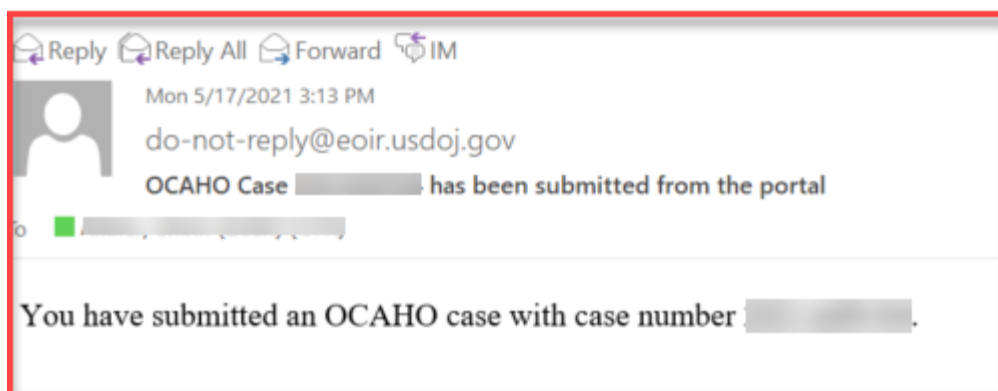 Reply Reply All Forward IM
Mon 5/17/2021 3:13 PM
do-not-reply@eoir.usdoj.gov
OCAHO Case has been submitted from the portal
To
You have submitted an OCAHO case with case number .